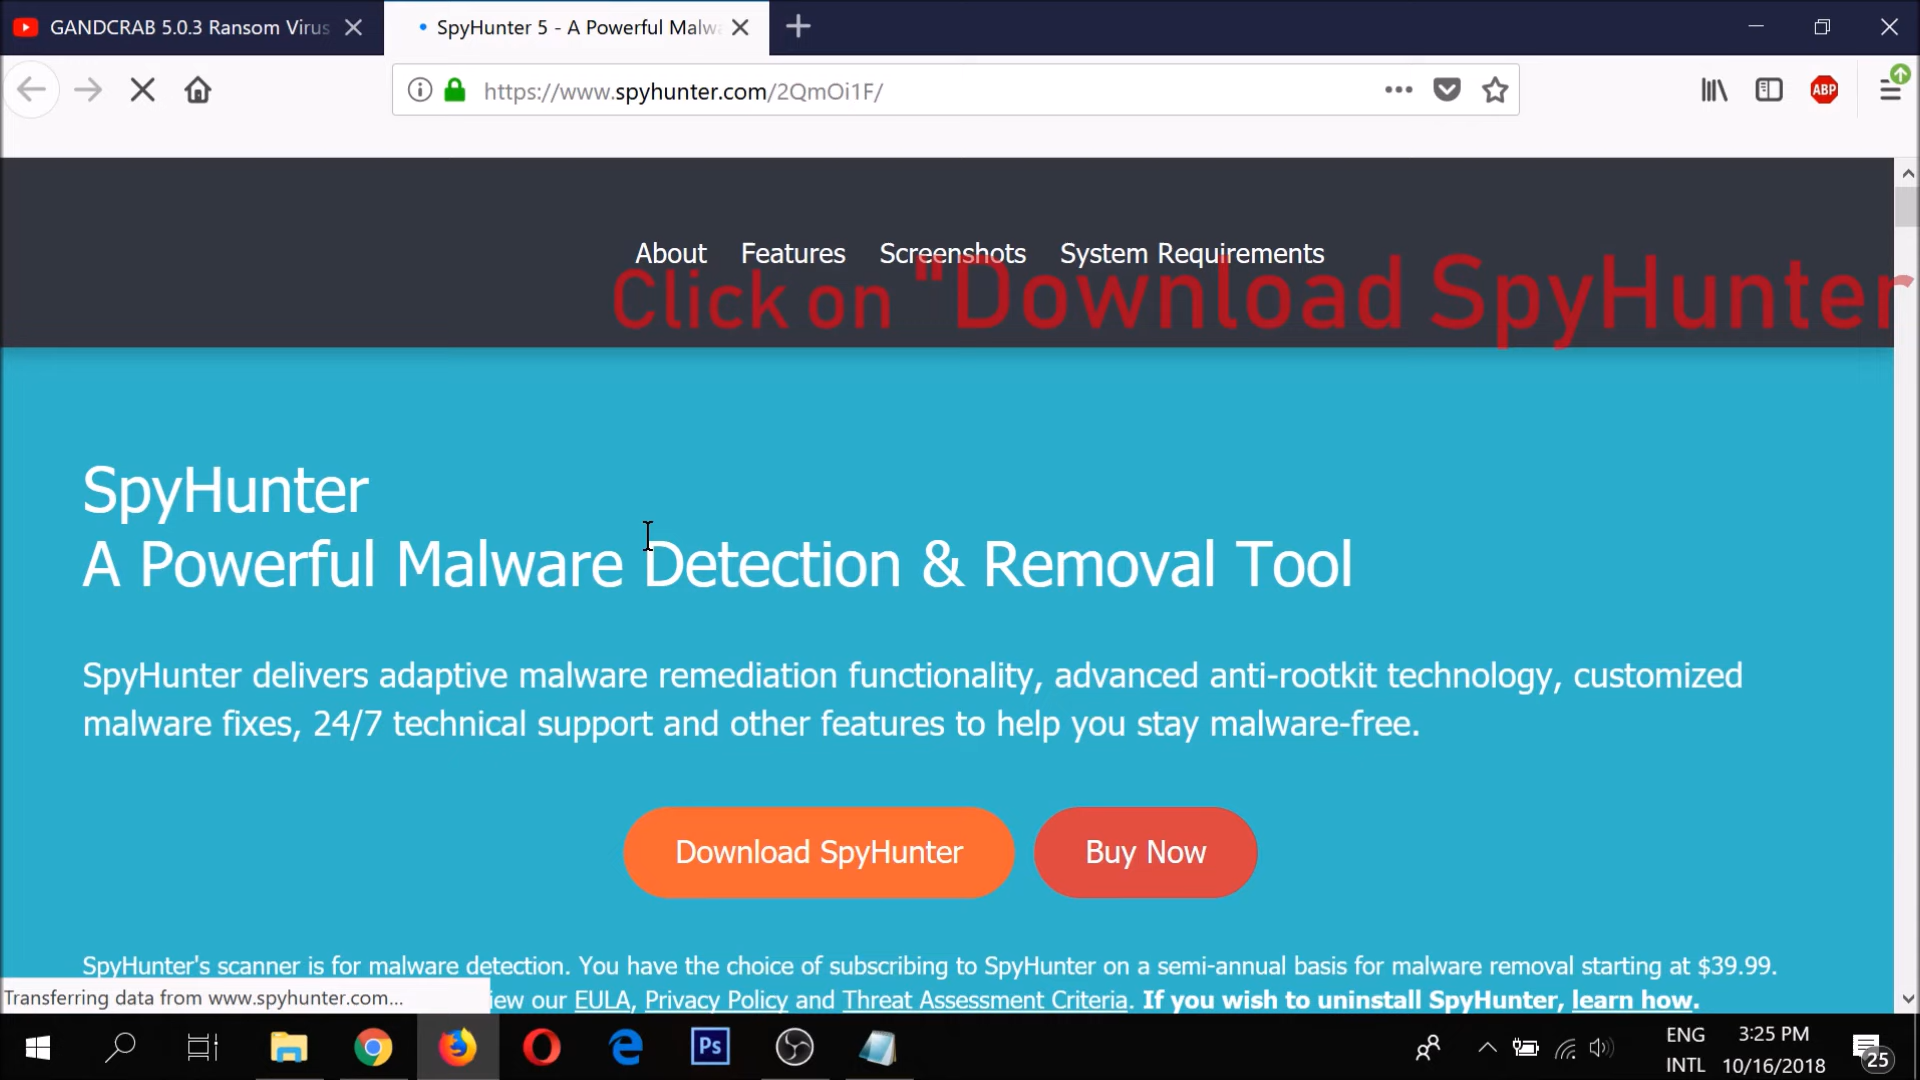 GANDCRAB 5.0.3 Ransom Virus
SpyHunter 5 - A Powerful Malwa
https://www.spyhunter.com/2QmOi1F/
ABP
About Features Screenshots System Requirements
Click on "Download SpyHunter
SpyHunter
A Powerful Malware Detection & Removal Tool
SpyHunter delivers adaptive malware remediation functionality, advanced anti-rootkit technology, customized
malware fixes, 24/7 technical support and other features to help you stay malware-free.
Download SpyHunter Buy Now
SpyHunter's scanner is for malware detection. You have the choice of subscribing to SpyHunter on a semi-annual basis for malware removal starting at $39.99.
Transferring data from www.spyhunter.com...
iew our EULA, Privacy Policy and Threat Assessment Criteria. If you wish to uninstall SpyHunter, learn how.
Ps
ENG
INTL
3:25 PM
10/16/2018
25